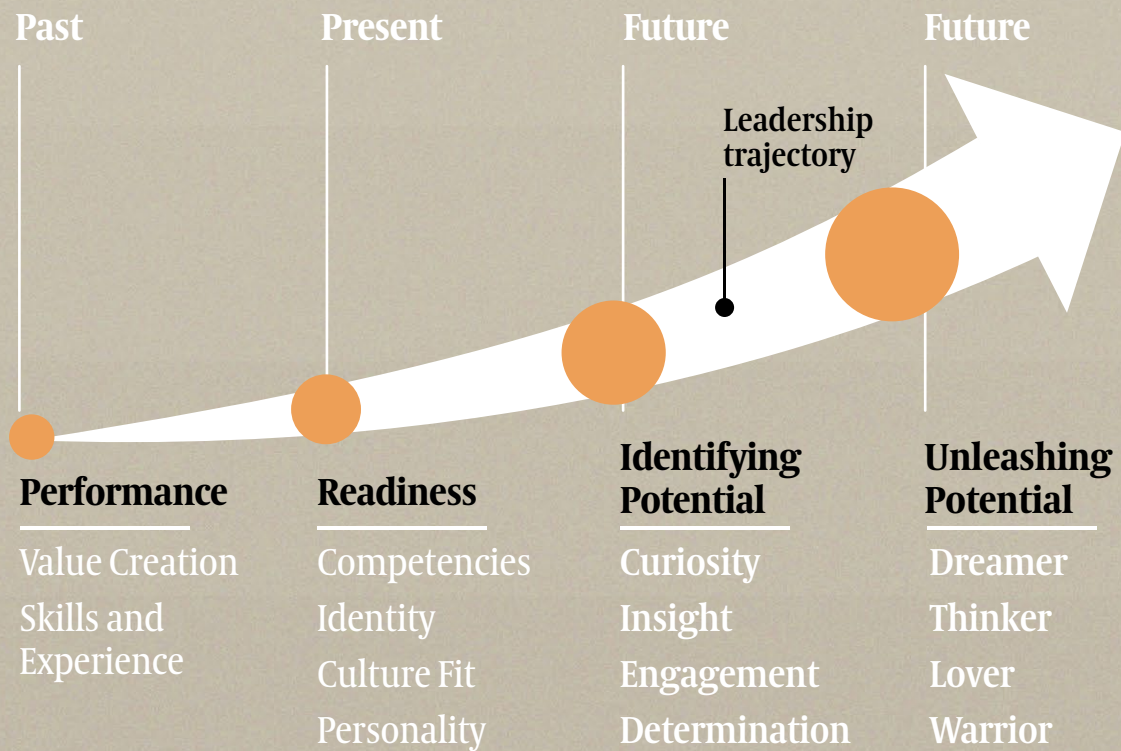 Past
Present
Future
Future
Leadership
trajectory
Performance
Value Creation
Skills and
Experience
Readiness
Competencies
Identity
Culture Fit
Personality
Identifying
Potential
Curiosity
Insight
Engagement
Determination
Unleashing
Potential
Dreamer
Thinker
Lover
Warrior